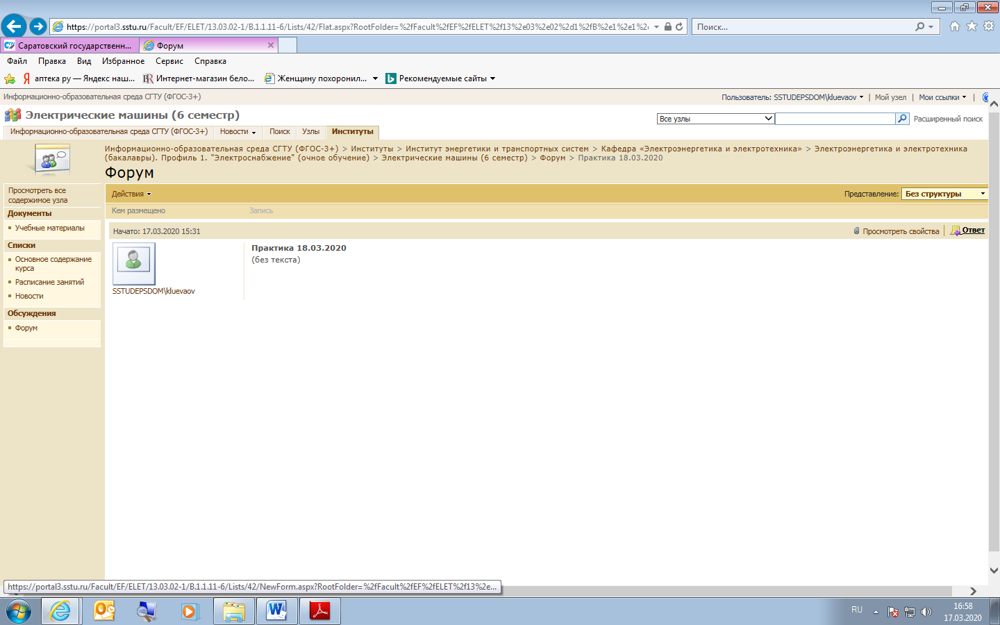 https://portal3.sstu.ru/Facult/EF/ELET/13.03.02-1/B.1.1.11-6/Lists/42/Flat.aspx?RootFolder=%2fFacult%2fEF%2fELET%2f13%2e03%2e02%2d1%2fB%2e1%2e1%2e
Поиск...
Саратовский государственн...
Форум
Файл Правка Вид Избранное Сервис Справка
аптека ру — Яндекс наш... Интернет-магазин бело... Женщину похоронил... Рекомендуемые сайты
Информационно-образовательная среда СГТУ (ФГОС-3+)
Пользователь: SSTUDEPSDOM\kluevaov | Мой узел | Мои ссылки |
Электрические машины (6 семестр)
Все узлы
Расширенный поиск
Информационно-образовательная среда СГТУ (ФГОС-3+) Новости Поиск Узлы Институты
Информационно-образовательная среда СГТУ (ФГОС-3+) > Институты > Институт энергетики и транспортных систем > Кафедра «Электроэнергетика и электротехника» > Электроэнергетика и электротехника
(бакалавры). Профиль 1. "Электроснабжение" (очное обучение) > Электрические машины (6 семестр) > Форум > Практика 18.03.2020
Форум
Просмотреть все
содержимое узла
Документы
Учебные материалы
Списки
Основное содержание
курса
Расписание занятий
Новости
Обсуждения
Форум
Действия
Представление: Без структуры
Кем размещено Запись
Начато: 17.03.2020 15:31
Просмотреть свойства | Ответ
Практика 18.03.2020
(без текста)
SSTUDEPSDOM\kluevaov
https://portal3.sstu.ru/Facult/EF/ELET/13.03.02-1/B.1.1.11-6/Lists/42/NewForm.aspx?RootFolder=%2fFacult%2fEF%2fELET%2f13%2e...
RU
16:58
17.03.2020